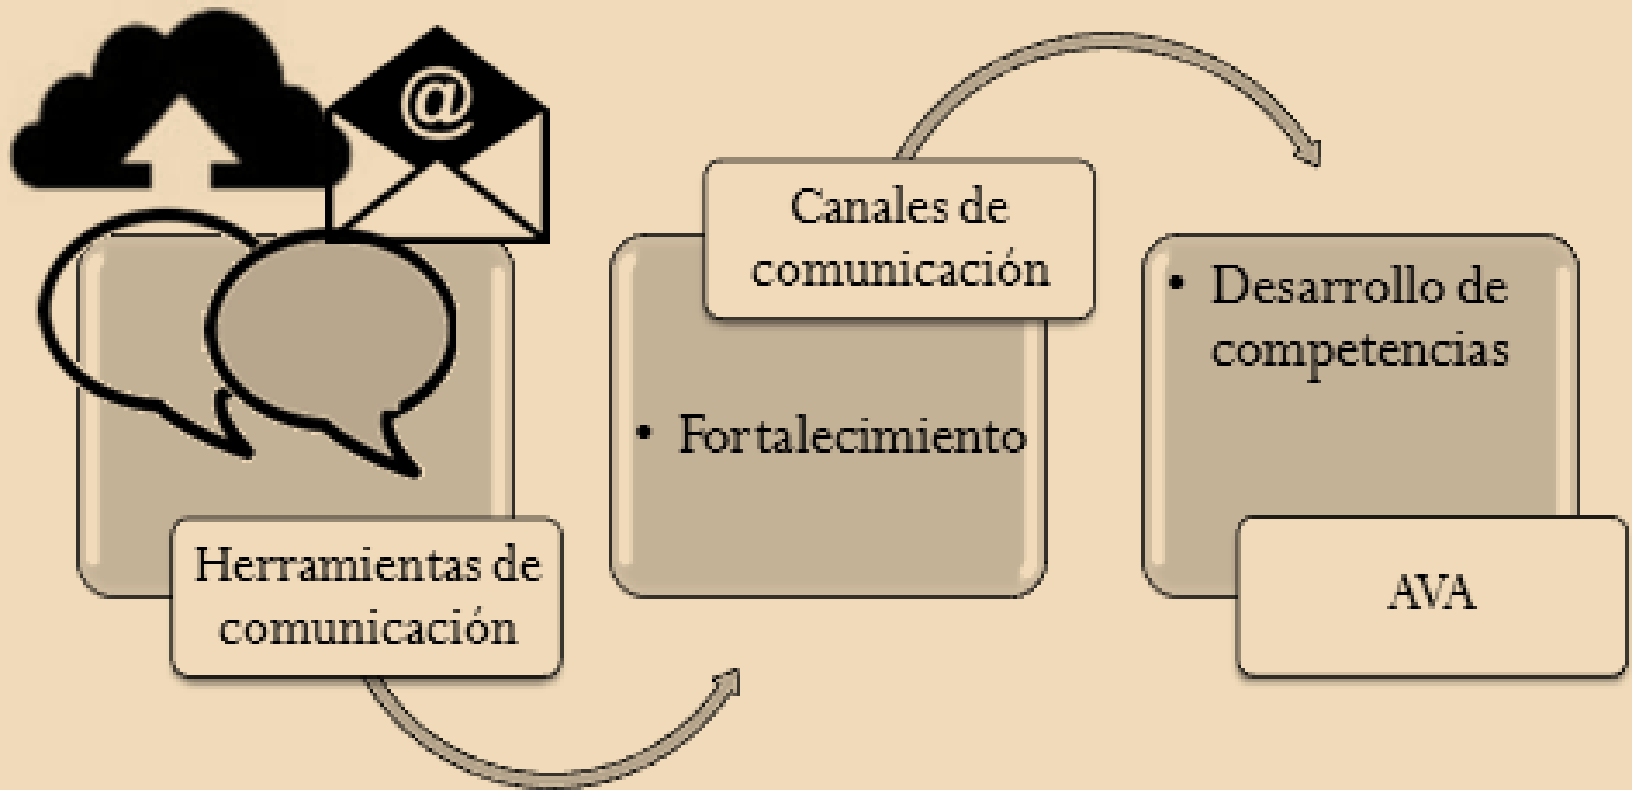 @
Herramientas de
comunicación
Canales de
comunicación
• Fortalecimiento
• Desarrollo de
competencias
AVA